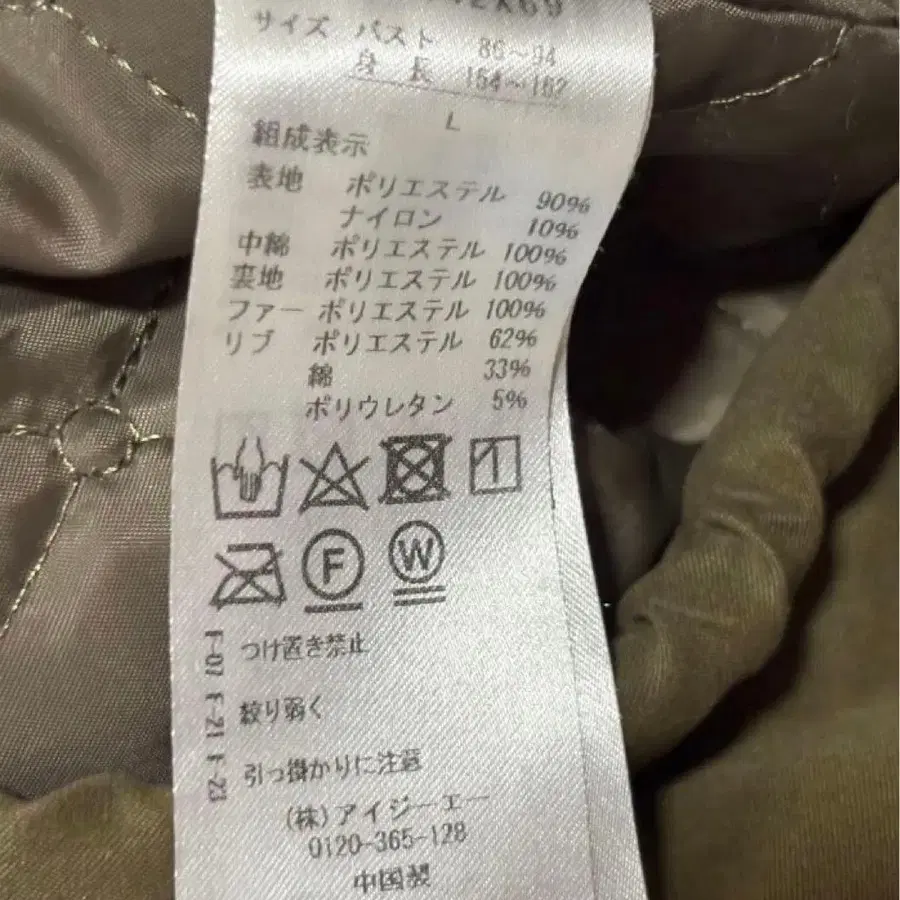 サイズ バスト 86～94
身長 154～162
L
組成表示
表地 ポリエステル 90%
ナイロン 10%
中綿 ポリエステル 100%
裏地 ポリエステル 100%
ファー ポリエステル 100%
リブ ポリエステル 62%
綿 33%
ポリウレタン 5%
F W
つけ置き禁止
絞り弱く
引っ掛かりに注意
F-07 F-21 F-23
(株)アイジーエー
0120-365-128
中国製